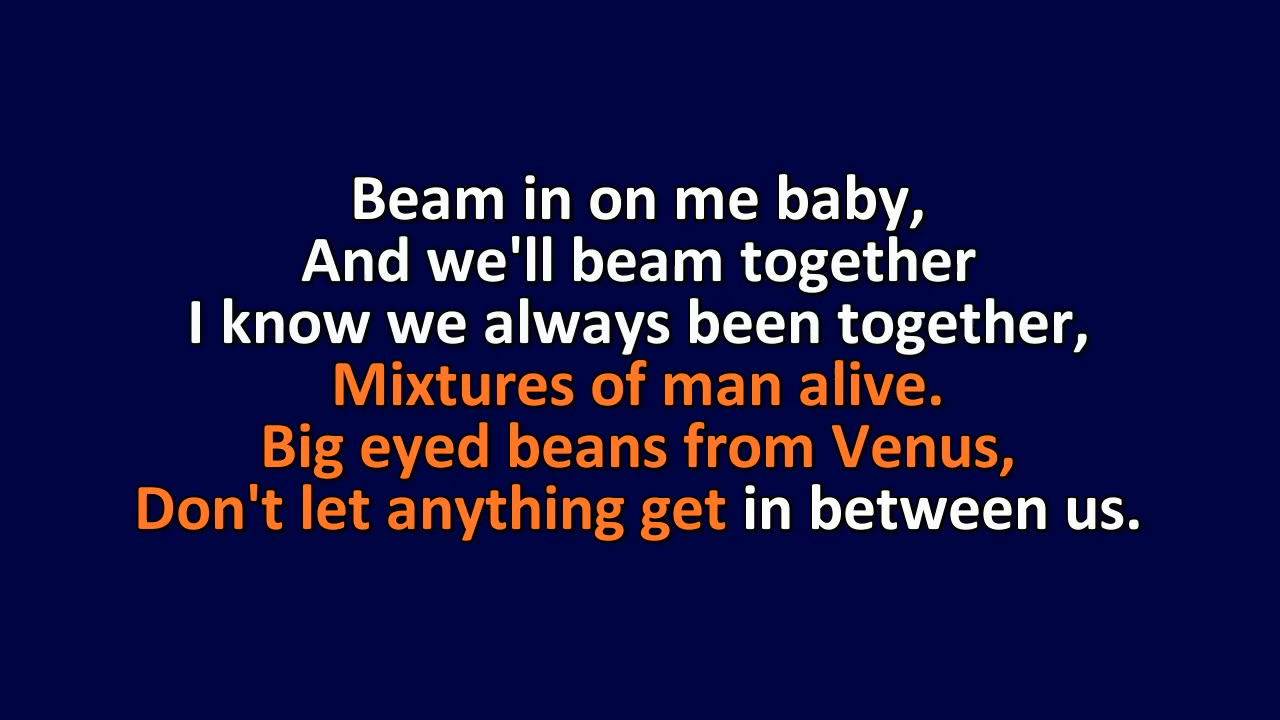 Beam in on me baby,
And we'll beam together
I know we always been together,
Mixtures of man alive.
Big eyed beans from Venus,
Don't let anything get in between us.